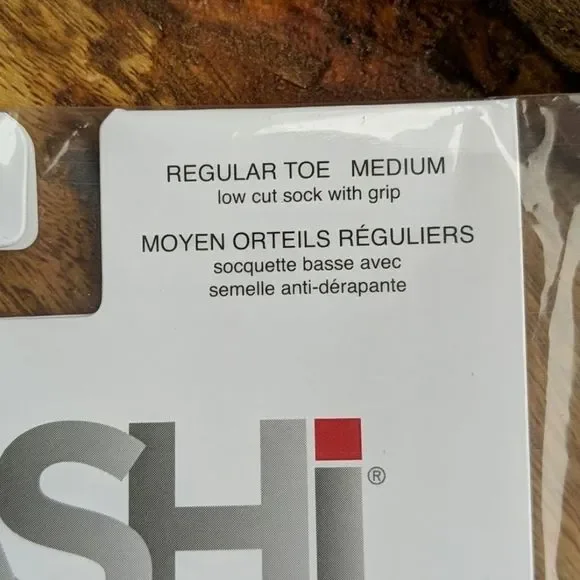 REGULAR TOE MEDIUM
low cut sock with grip
MOYEN ORTEILS RÉGULIERS
socquette basse avec
semelle anti-dérapante
SHi®